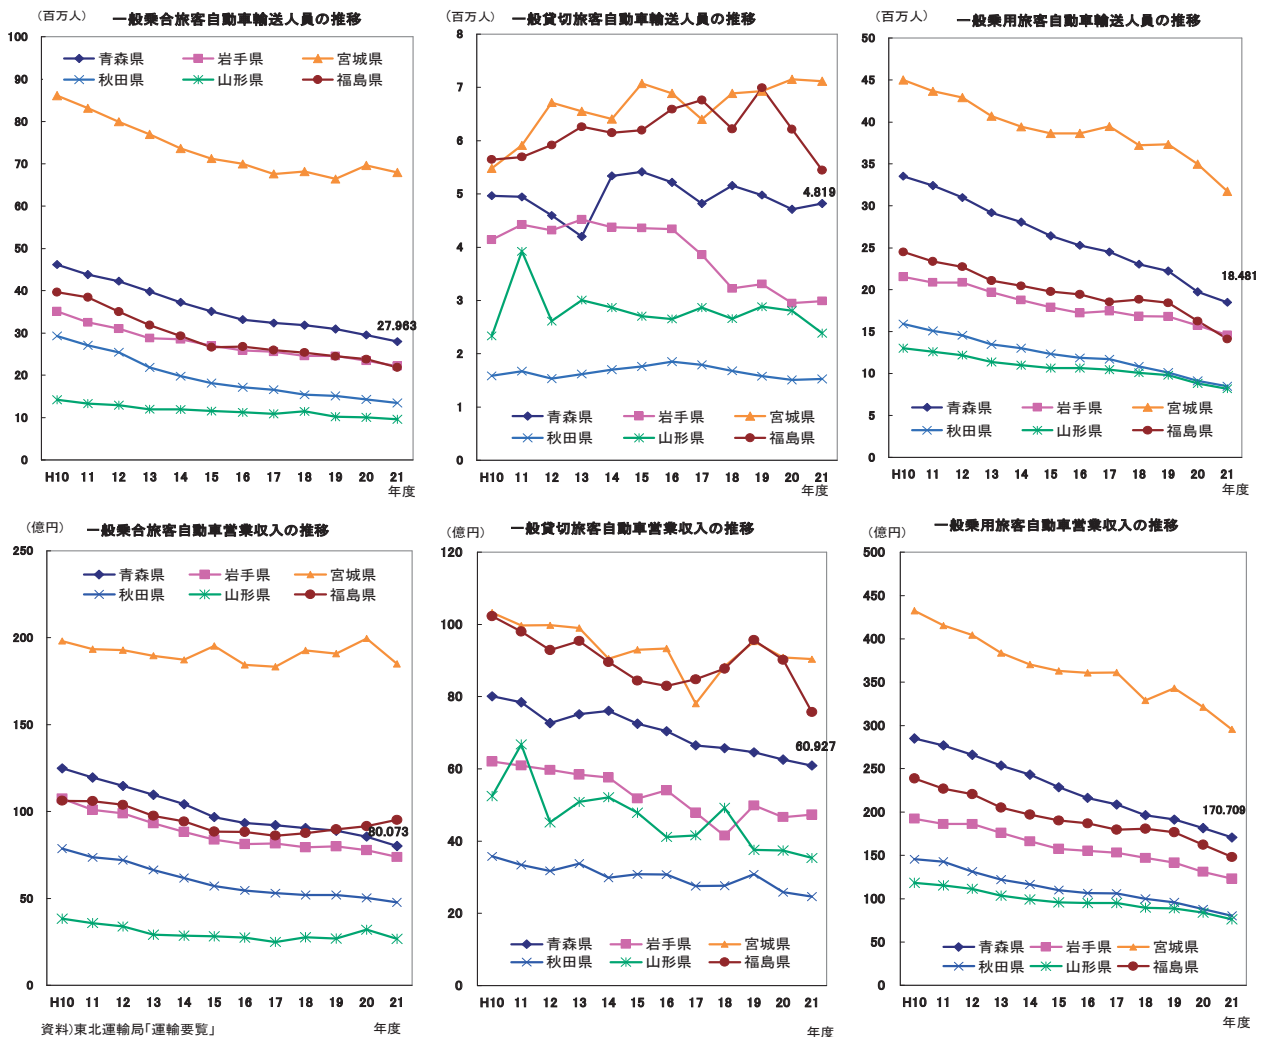 （百万人）
一般乗合旅客自動車輸送人員の推移
100
90
80
70
60
50
40
30
20
10
0
青森県 岩手県 宮城県
秋田県 山形県 福島県
27.963
H10 11 12 13 14 15 16 17 18 19 20 21
年度
（百万人）
一般貸切旅客自動車輸送人員の推移
8
7
6
5
4
3
2
1
0
4.819
青森県 岩手県 宮城県
秋田県 山形県 福島県
H10 11 12 13 14 15 16 17 18 19 20 21
年度
（百万人）
一般乗用旅客自動車輸送人員の推移
50
45
40
35
30
25
20
15
10
5
0
18.481
青森県 岩手県 宮城県
秋田県 山形県 福島県
H10 11 12 13 14 15 16 17 18 19 20 21
年度
（億円）
一般乗合旅客自動車営業収入の推移
250
200
150
100
50
0
青森県 岩手県 宮城県
秋田県 山形県 福島県
80.073
H10 11 12 13 14 15 16 17 18 19 20 21
資料)東北運輸局「運輸要覧」
年度
（億円）
一般貸切旅客自動車営業収入の推移
120
100
80
60
40
20
0
60.927
青森県 岩手県 宮城県
秋田県 山形県 福島県
H10 11 12 13 14 15 16 17 18 19 20 21
年度
（億円）
一般乗用旅客自動車営業収入の推移
500
450
400
350
300
250
200
150
100
50
0
170.709
青森県 岩手県 宮城県
秋田県 山形県 福島県
H10 11 12 13 14 15 16 17 18 19 20 21
年度